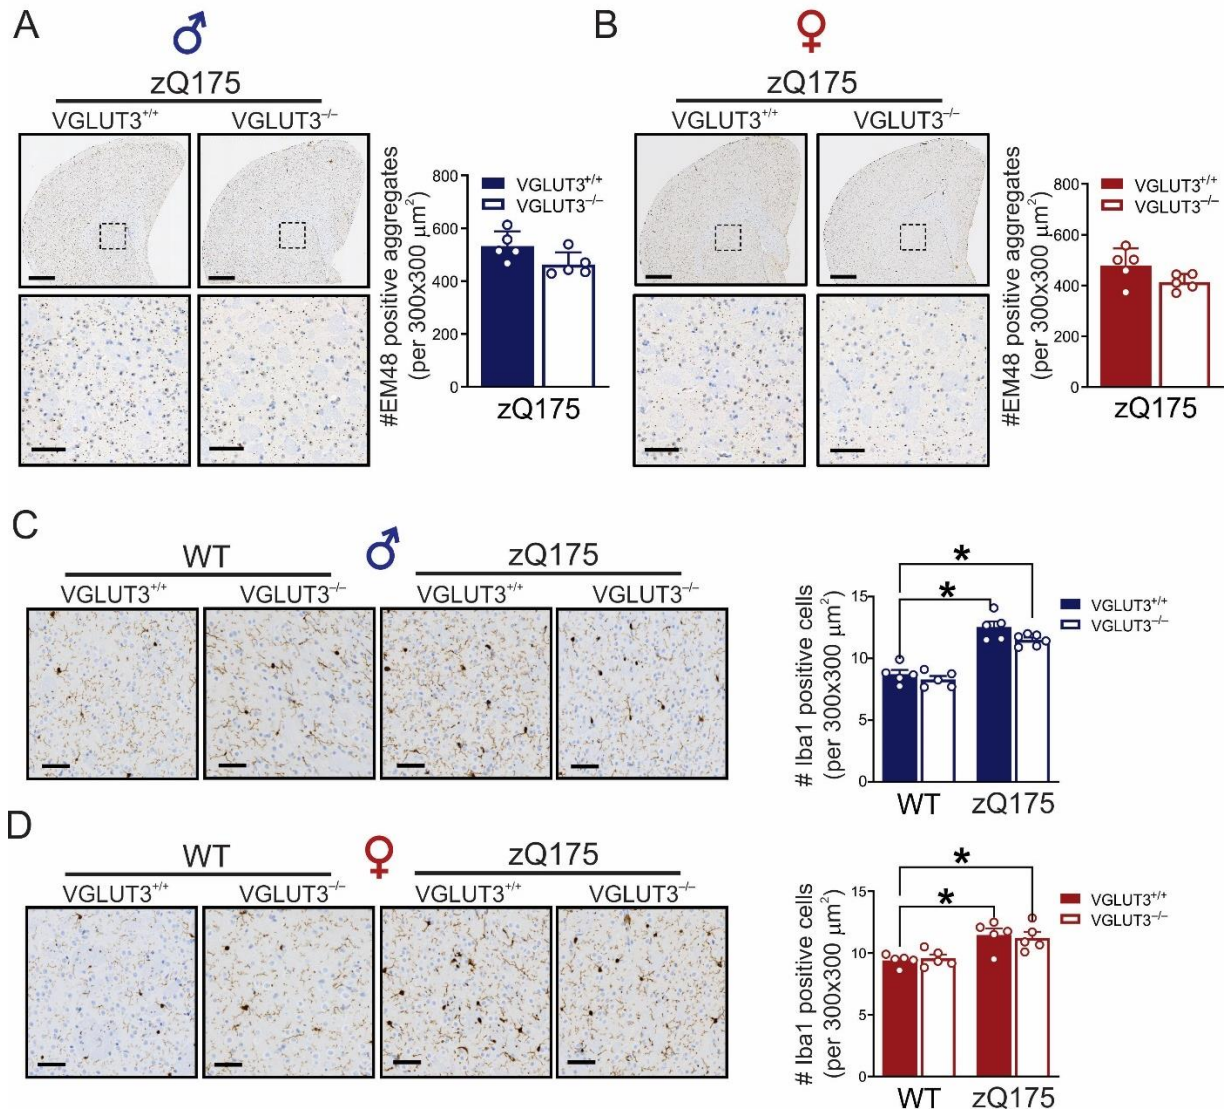 A
♂
zQ175
VGLUT3+/+ VGLUT3–/–
#EM48 positive aggregates
(per 300x300 µm2)
800
600
400
200
0
VGLUT3+/+
VGLUT3–/–
zQ175
B
♀
zQ175
VGLUT3+/+ VGLUT3–/–
#EM48 positive aggregates
(per 300x300 µm2)
800
600
400
200
0
VGLUT3+/+
VGLUT3–/–
zQ175
C
WT ♂ zQ175
VGLUT3+/+ VGLUT3–/– VGLUT3+/+ VGLUT3–/–
# Iba1 positive cells
(per 300x300 µm2)
15
10
5
0
*
*
VGLUT3+/+
VGLUT3–/–
WT zQ175
D
WT ♀ zQ175
VGLUT3+/+ VGLUT3–/– VGLUT3+/+ VGLUT3–/–
# Iba1 positive cells
(per 300x300 µm2)
15
10
5
0
*
*
VGLUT3+/+
VGLUT3–/–
WT zQ175